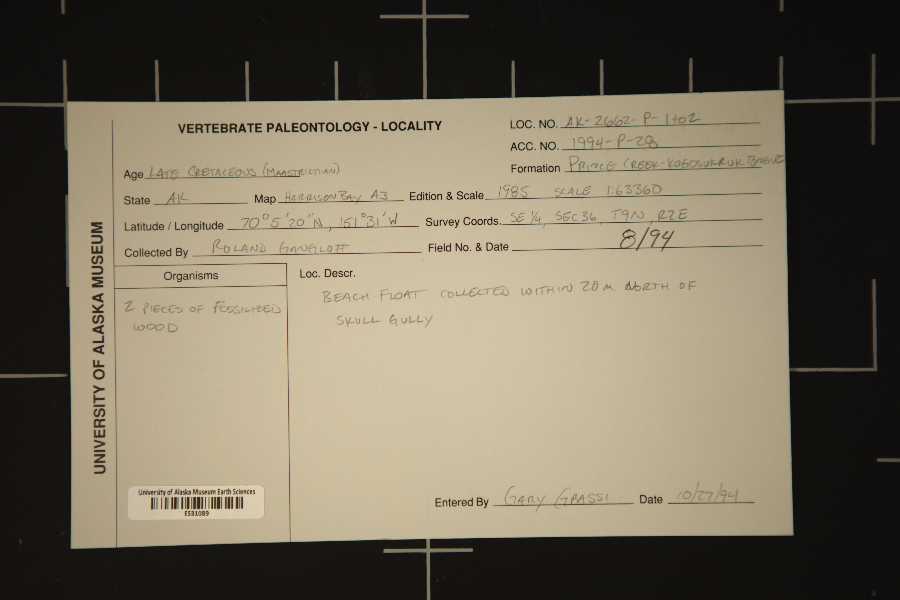 VERTEBRATE PALEONTOLOGY - LOCALITY
LOC. NO. AK-2662-P-1to2
ACC. NO. 1994-P-28
Formation PRINCE CREEK-KOGOSUKRUK TONGUE
Age LATE CRETACEOUS (MAASTRICTIAN)
State AK Map HARRISON BAY A3 Edition & Scale 1985 SCALE 1:63360
Latitude / Longitude 70°5'20"N, 151°31'W Survey Coords. SE ¼, SEC 36, T9N, R2E
Collected By ROLAND GANGLOFF Field No. & Date 8/94
Organisms
2 PIECES OF FOSSILIZED
WOOD
Loc. Descr.
BEACH FLOAT COLLECTED WITHIN 20M NORTH OF
SKULL GULLY
UNIVERSITY OF ALASKA MUSEUM
University of Alaska Museum Earth Sciences
ES31089
Entered By GARY GRASSI Date 10/27/94